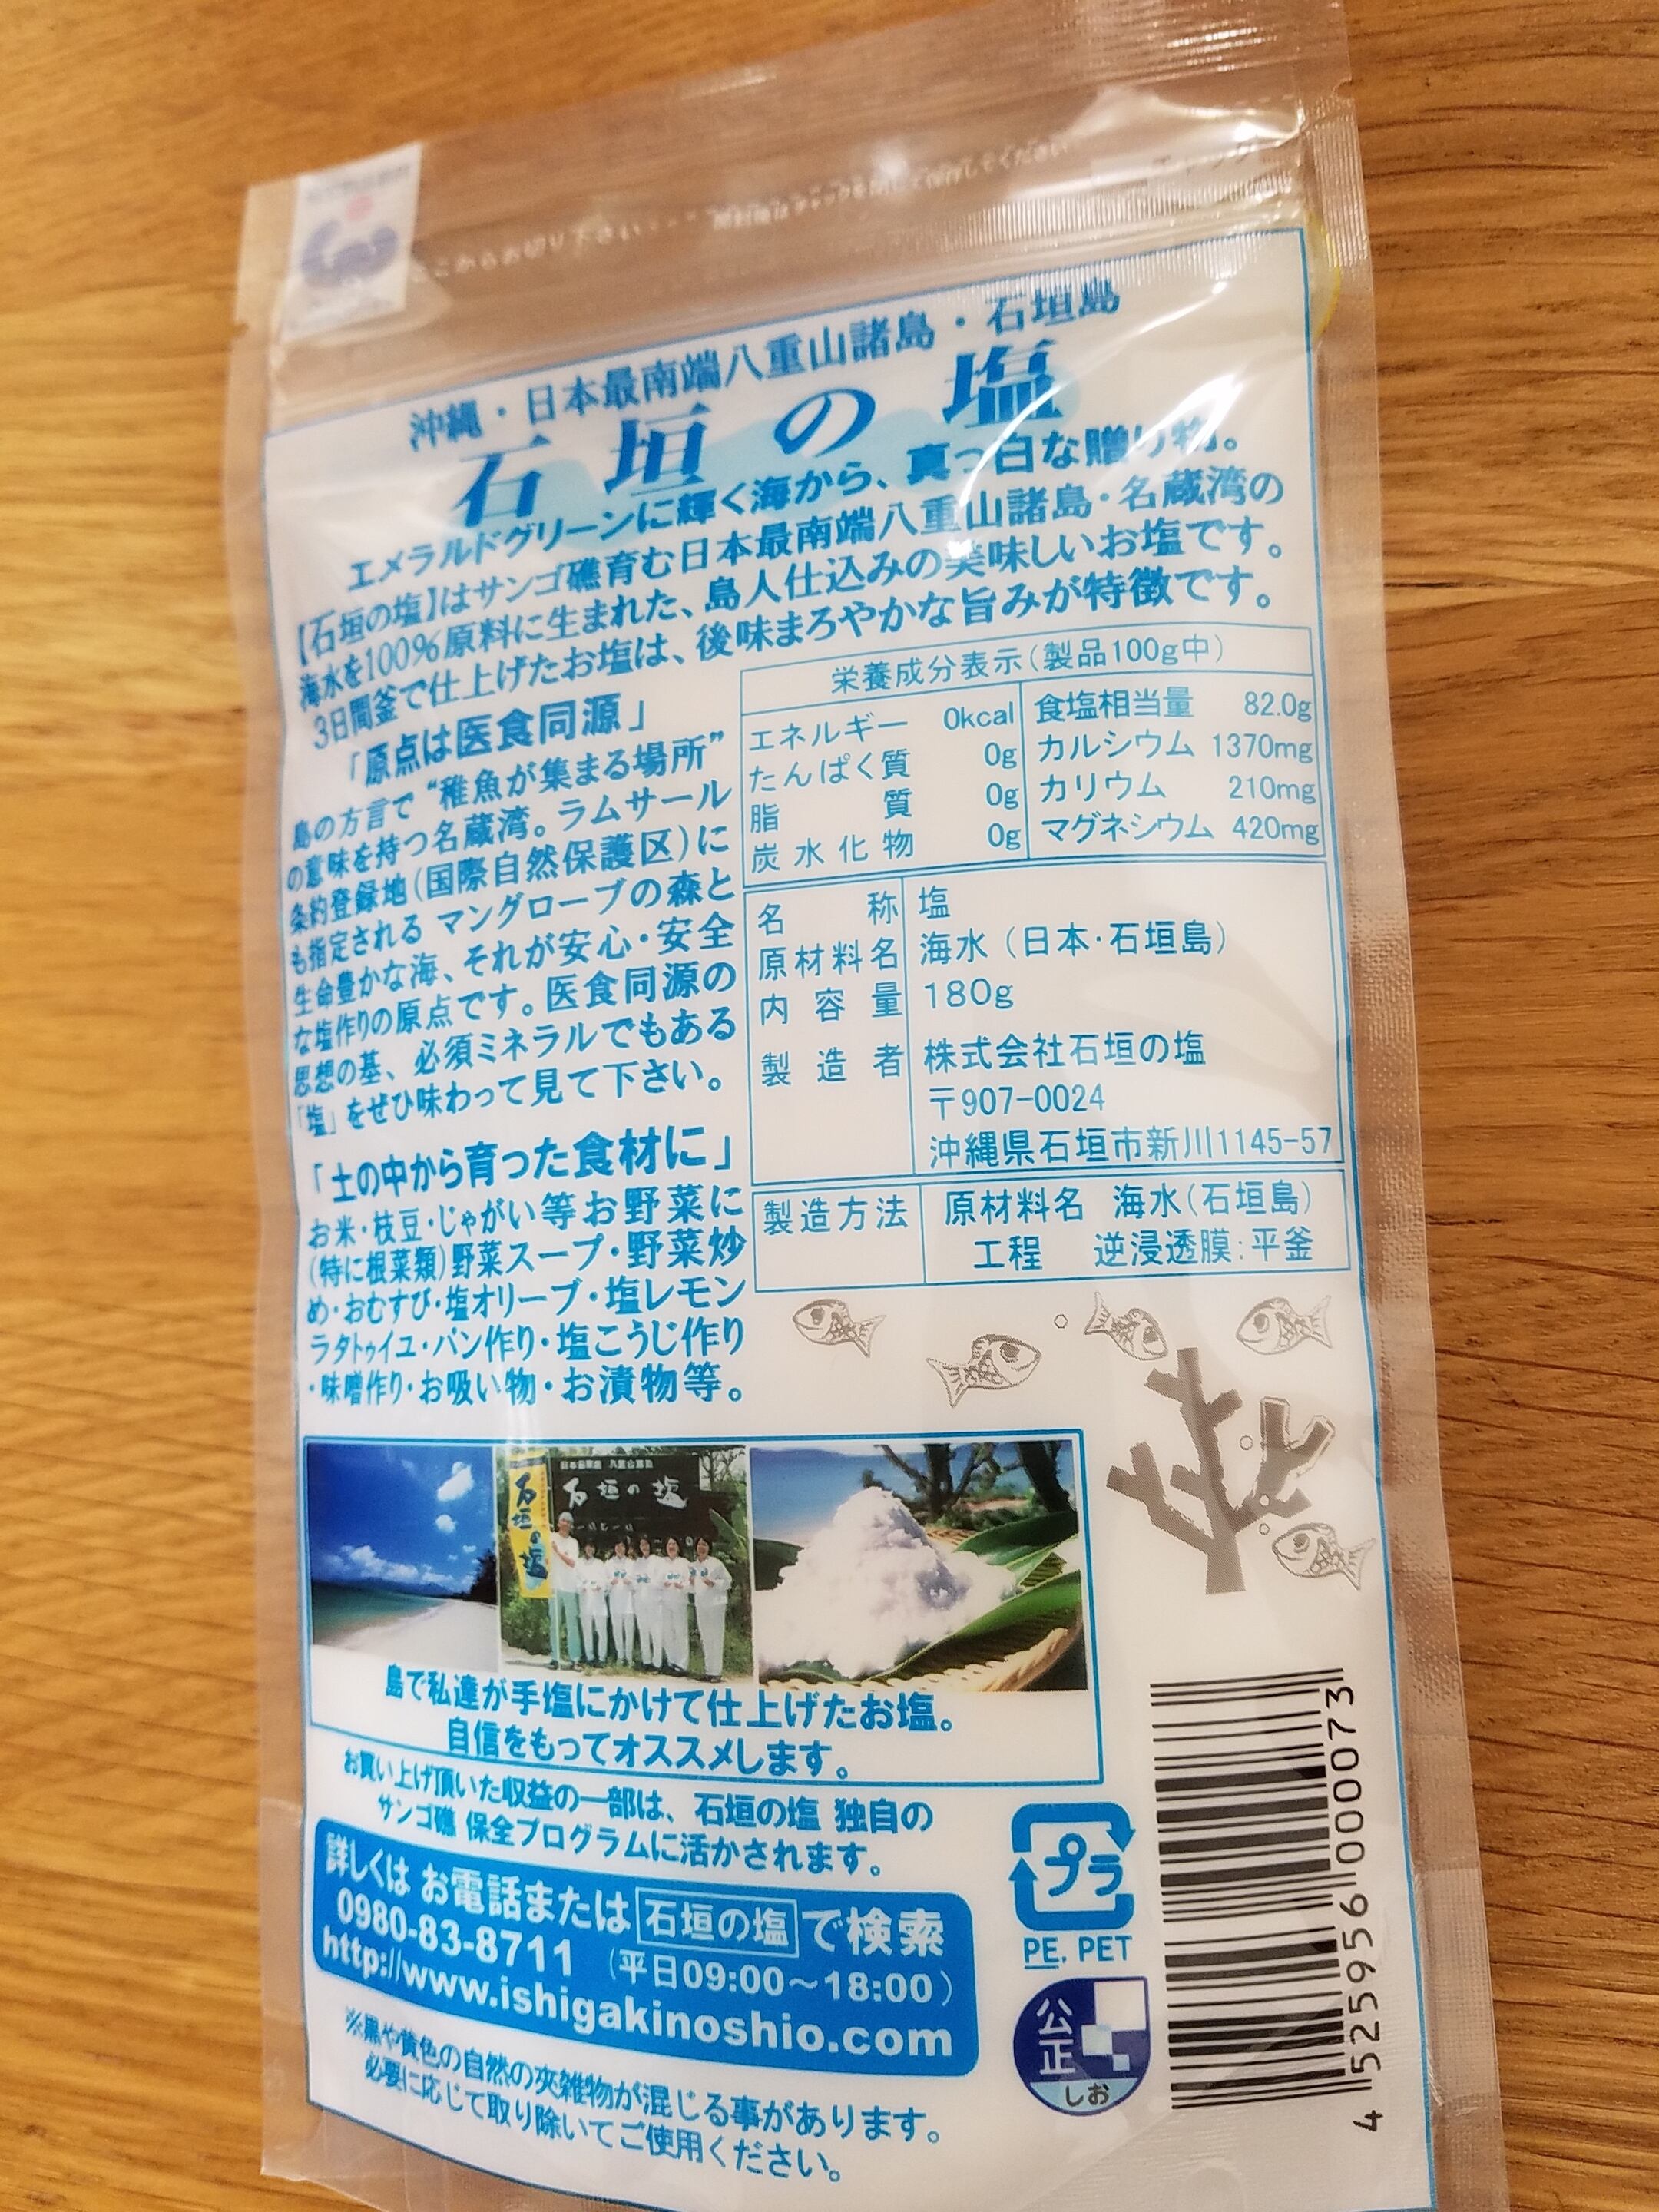 沖縄・日本最南端八重山諸島・石垣島
石垣の塩
エメラルドグリーンに輝く海から、真っ白な贈り物。
【石垣の塩】はサンゴ礁育む日本最南端八重山諸島・名蔵湾の
海水を100%原料に生まれた、島人仕込みの美味しいお塩です。
3日間釜で仕上げたお塩は、後味まろやかな旨みが特徴です。
「原点は医食同源」
島の方言で“稚魚が集まる場所”
の意味を持つ名蔵湾。ラムサール
条約登録地(国際自然保護区)に
も指定される マングローブの森と
生命豊かな海、それが安心・安全
な塩作りの原点です。医食同源の
思想の基、必須ミネラルでもある
「塩」をぜひ味わって見て下さい。
「土の中から育った食材に」
お米・枝豆・じゃがい等お野菜に
(特に根菜類)野菜スープ・野菜炒
め・おむすび・塩オリーブ・塩レモン
ラタトゥイユ・パン作り・塩こうじ作り
・味噌作り・お吸い物・お漬物等。
栄養成分表示(製品100g中)
エネルギー 0kcal
たんぱく質 0g
脂質 0g
炭水化物 0g
食塩相当量 82.0g
カルシウム 1370mg
カリウム 210mg
マグネシウム 420mg
名称 塩
原材料名 海水(日本・石垣島)
内容量 180g
製造者 株式会社石垣の塩
〒907-0024
沖縄県石垣市新川1145-57
製造方法 原材料名 海水(石垣島)
工程 逆浸透膜:平釜
石垣の塩
石垣の塩
島で私達が手塩にかけて仕上げたお塩。
自信をもってオススメします。
お買い上げ頂いた収益の一部は、石垣の塩 独自の
サンゴ礁 保全プログラムに活かされます。
詳しくは お電話または 石垣の塩 で検索
0980-83-8711 (平日09:00～18:00)
http://www.ishigakinoshio.com
※黒や黄色の自然の夾雑物が混じる事があります。
必要に応じて取り除いてご使用ください。
プラ
PE, PET
公正
しお
4 525956 000073